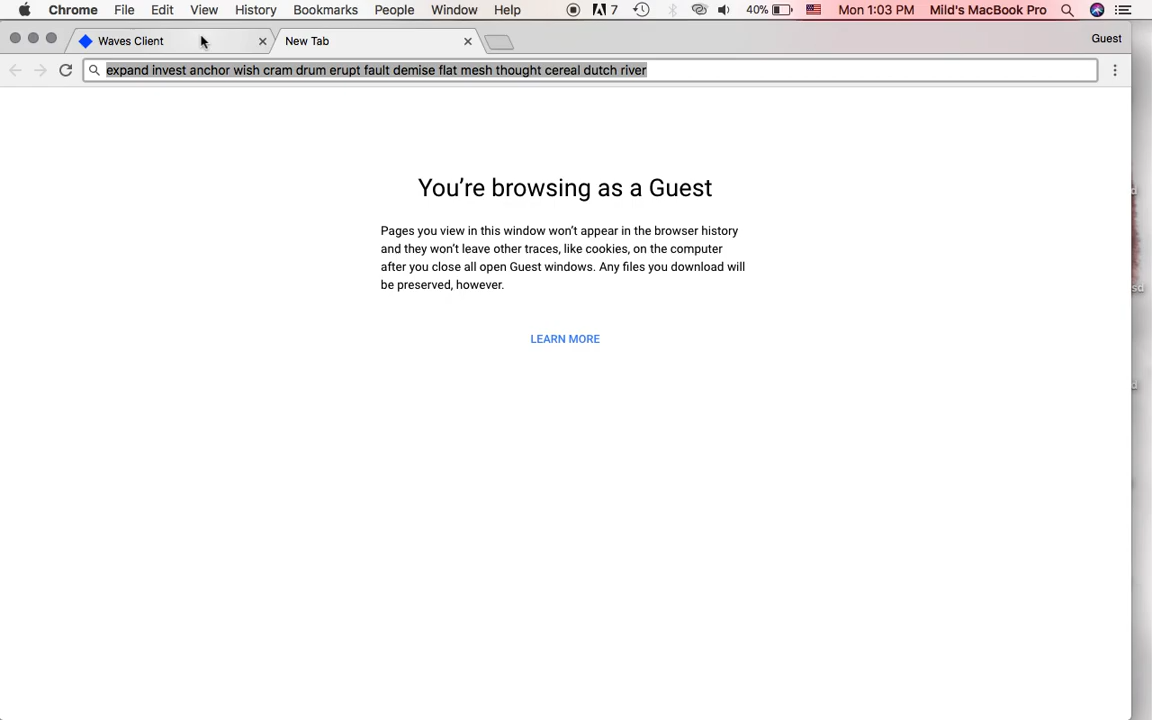 Chrome File Edit View History Bookmarks People Window Help 7 40% Mon 1:03 PM Mild's MacBook Pro
Waves Client New Tab Guest
expand invest anchor wish cram drum erupt fault demise flat mesh thought cereal dutch river
You're browsing as a Guest
Pages you view in this window won't appear in the browser history
and they won't leave other traces, like cookies, on the computer
after you close all open Guest windows. Any files you download will
be preserved, however.
LEARN MORE
d
sd
d